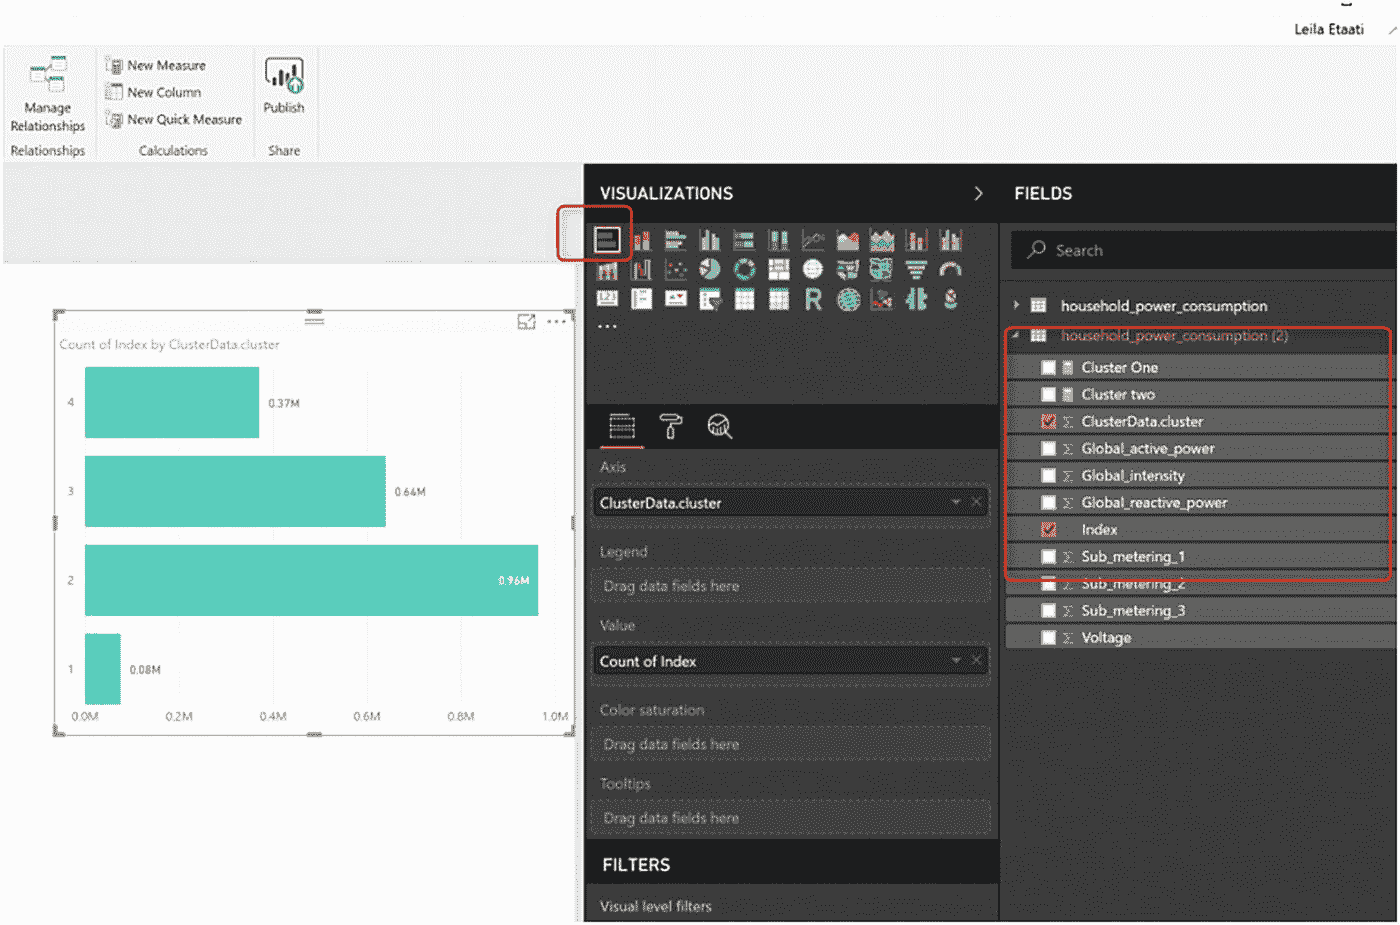 Leila Etaati
Manage
Relationships
Relationships
New Measure
New Column
New Quick Measure
Calculations
Publish
Share
Count of Index by ClusterData.cluster
4
0.37M
3
0.64M
2
0.96M
1
0.08M
0.0M 0.2M 0.4M 0.6M 0.8M 1.0M
VISUALIZATIONS
123
R
Axis
ClusterData.cluster
Legend
Drag data fields here
Value
Count of Index
Color saturation
Drag data fields here
Tooltips
Drag data fields here
FILTERS
Visual level filters
FIELDS
Search
household_power_consumption
household_power_consumption (2)
Cluster One
Cluster two
Σ ClusterData.cluster
Σ Global_active_power
Σ Global_intensity
Σ Global_reactive_power
Index
Σ Sub_metering_1
Σ Sub_metering_2
Σ Sub_metering_3
Σ Voltage